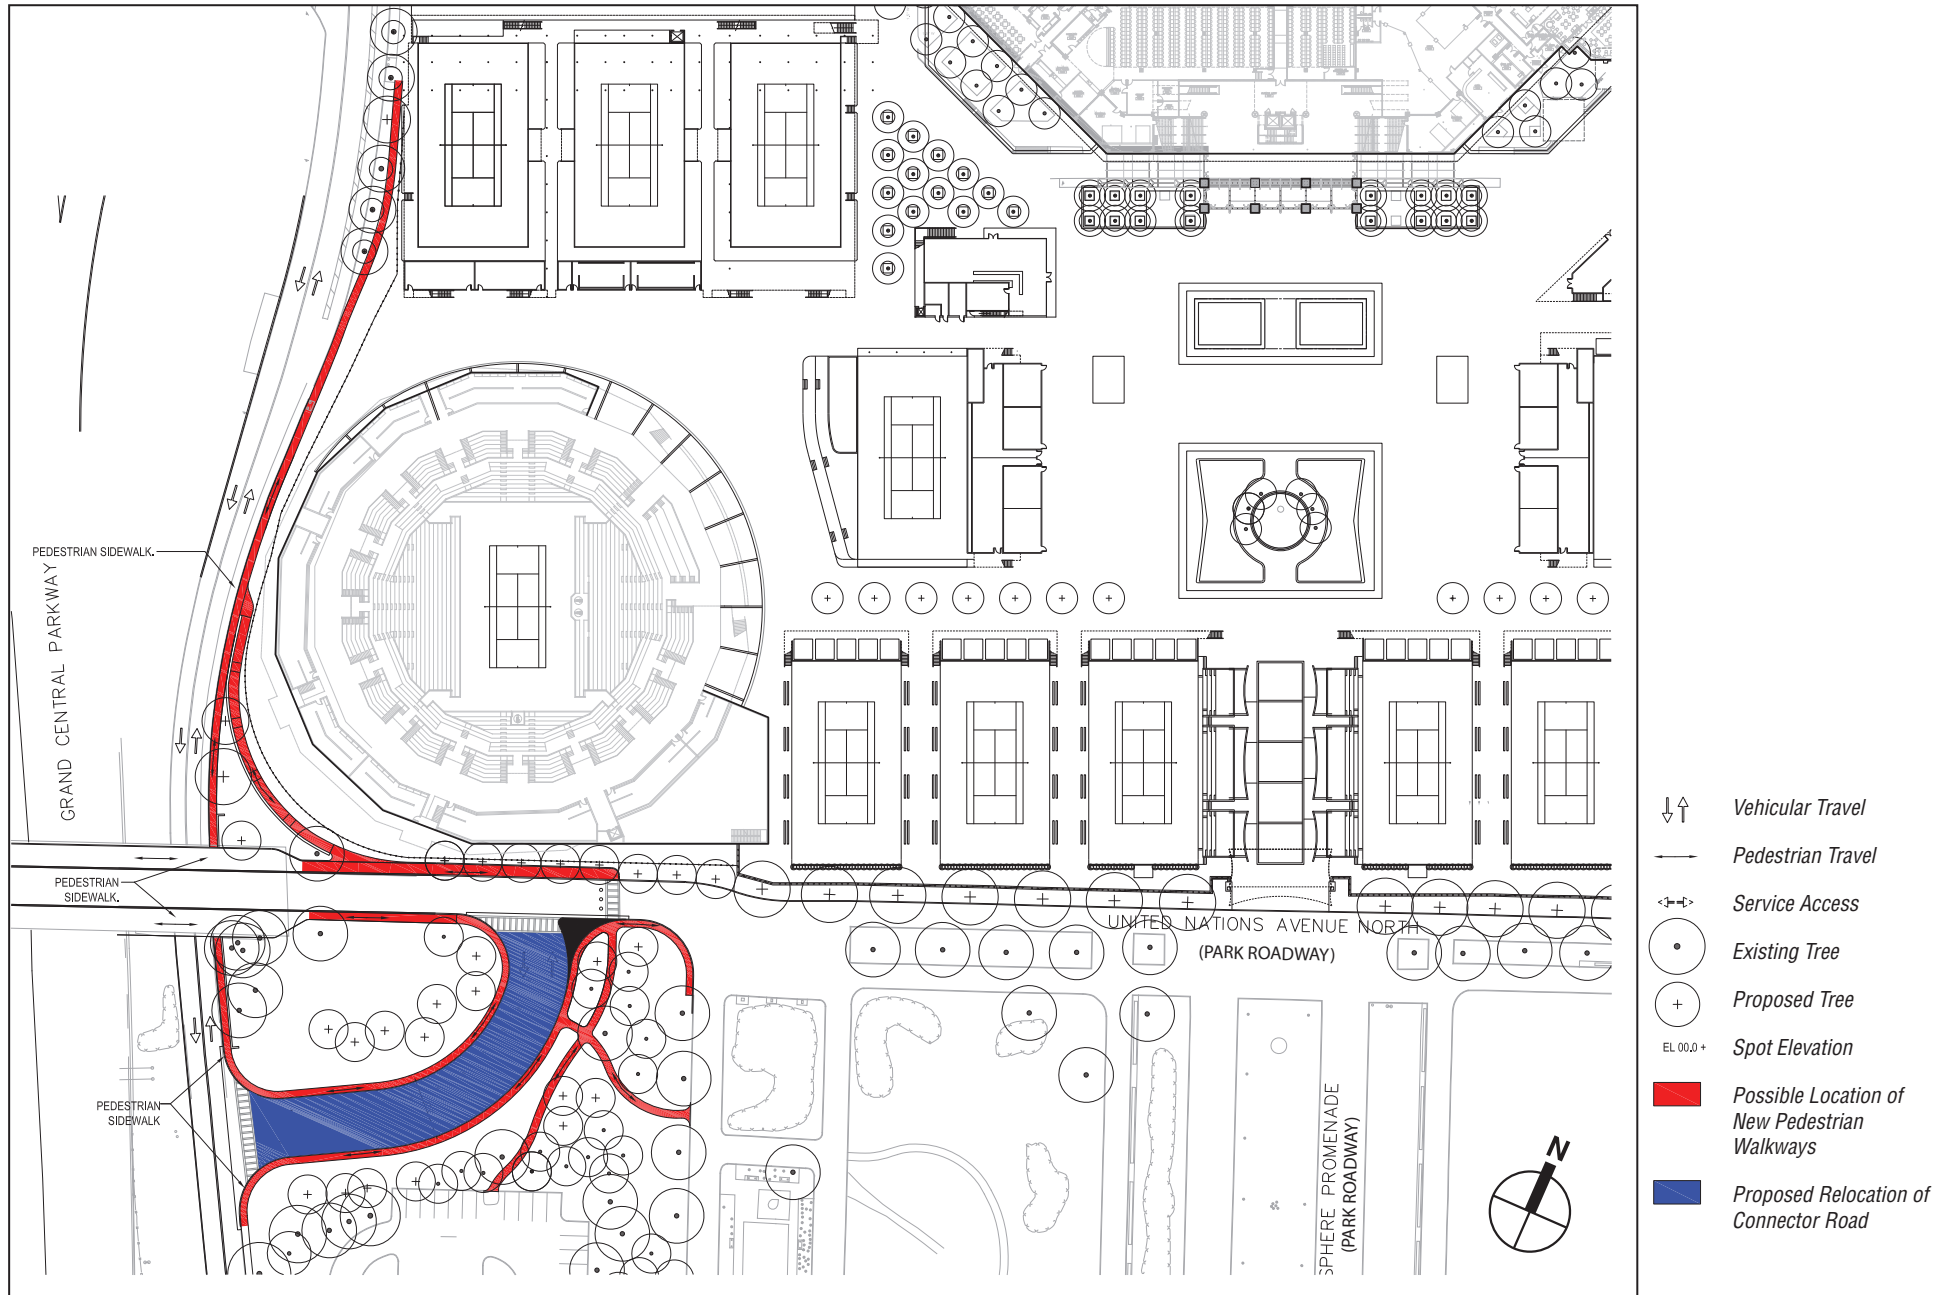 PEDESTRIAN SIDEWALK.
GRAND CENTRAL PARKWAY
PEDESTRIAN
SIDEWALK.
PEDESTRIAN
SIDEWALK
UNITED NATIONS AVENUE NORTH
(PARK ROADWAY)
SPHERE PROMENADE
(PARK ROADWAY)
N
Vehicular Travel
Pedestrian Travel
Service Access
Existing Tree
Proposed Tree
EL 00.0 + Spot Elevation
Possible Location of
New Pedestrian
Walkways
Proposed Relocation of
Connector Road